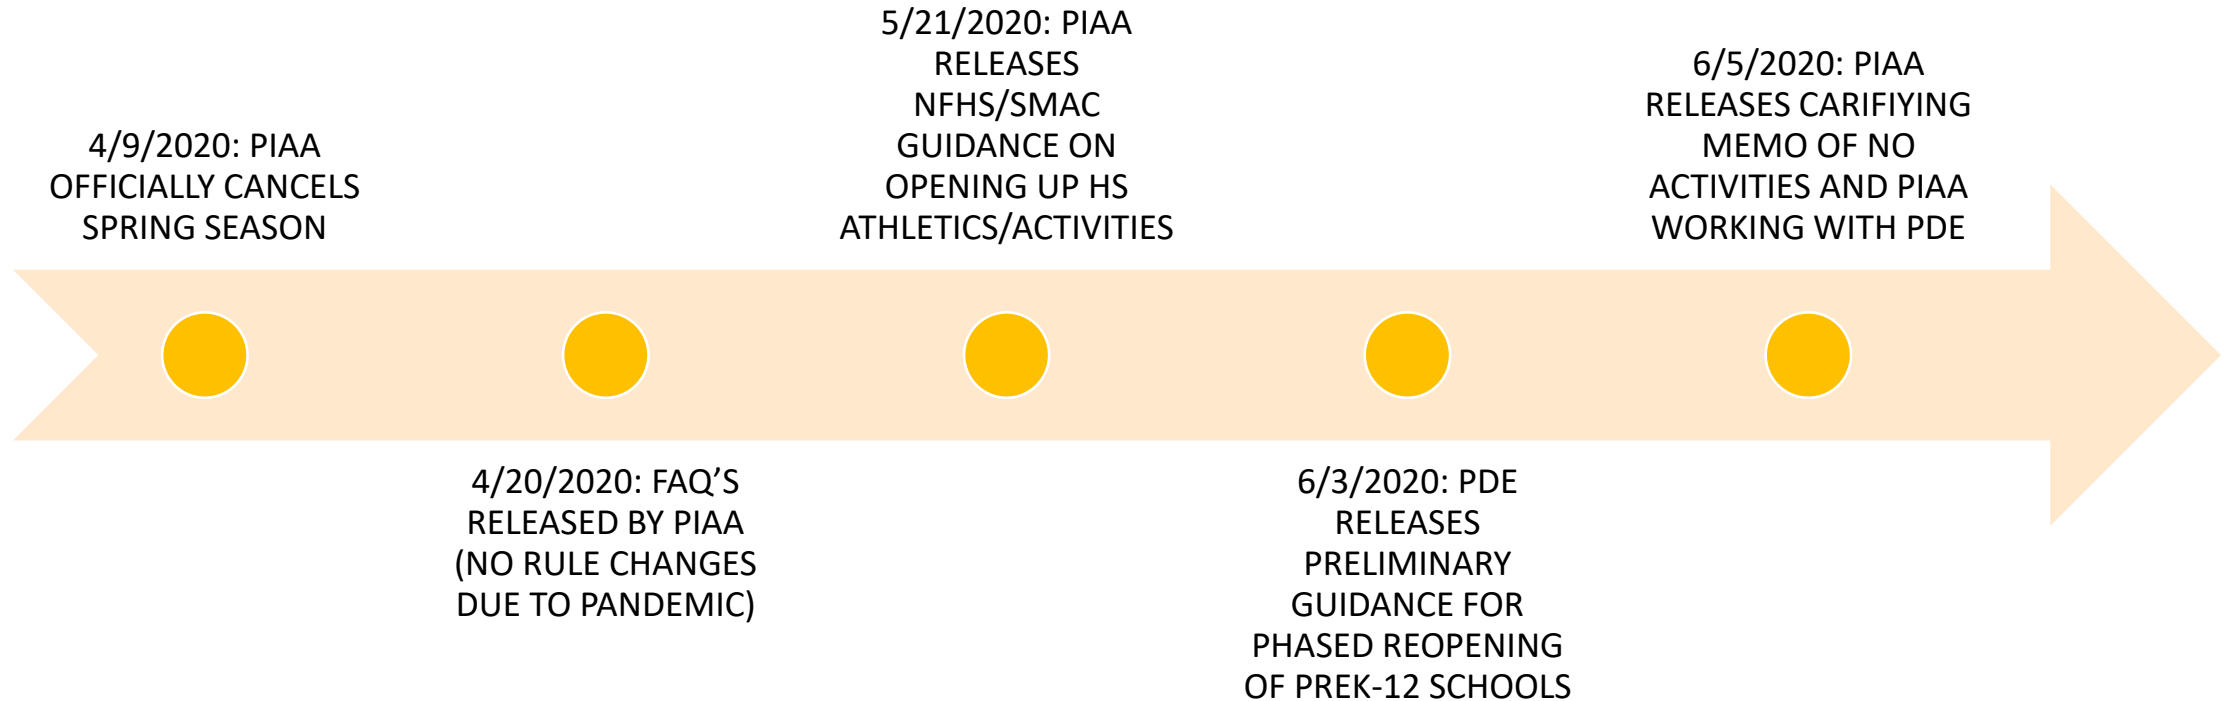 4/9/2020: PIAA
OFFICIALLY CANCELS
SPRING SEASON
4/20/2020: FAQ’S
RELEASED BY PIAA
(NO RULE CHANGES
DUE TO PANDEMIC)
5/21/2020: PIAA
RELEASES
NFHS/SMAC
GUIDANCE ON
OPENING UP HS
ATHLETICS/ACTIVITIES
6/3/2020: PDE
RELEASES
PRELIMINARY
GUIDANCE FOR
PHASED REOPENING
OF PREK-12 SCHOOLS
6/5/2020: PIAA
RELEASES CARIFIYING
MEMO OF NO
ACTIVITIES AND PIAA
WORKING WITH PDE